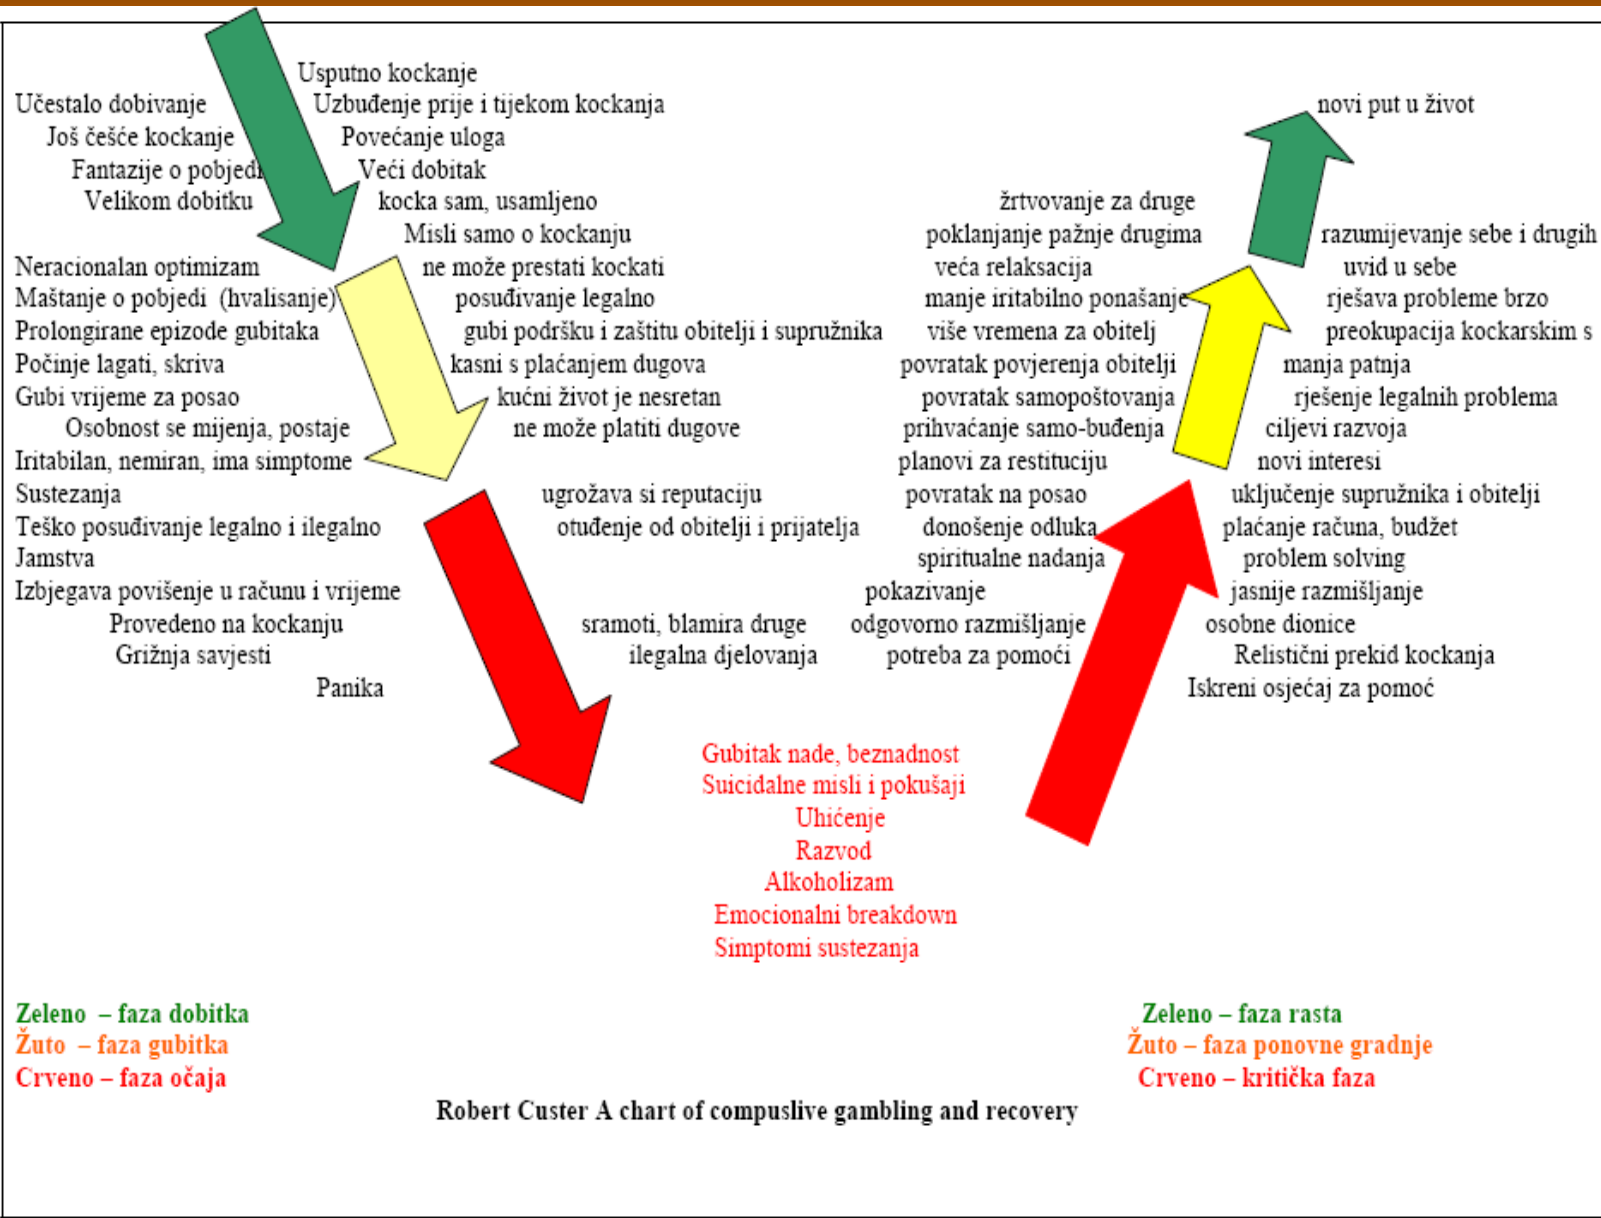 Usputno kockanje
Učestalo dobivanje
Uzbuđenje prije i tijekom kockanja
Još češće kockanje
Povećanje uloga
Fantazije o pobjedi
Veći dobitak
Velikom dobitku
kocka sam, usamljeno
Misli samo o kockanju
Neracionalan optimizam
ne može prestati kockati
Maštanje o pobjedi (hvalisanje)
posuđivanje legalno
Prolongirane epizode gubitaka
gubi podršku i zaštitu obitelji i supružnika
Počinje lagati, skriva
kasni s plaćanjem dugova
Gubi vrijeme za posao
kućni život je nesretan
Osobnost se mijenja, postaje
ne može platiti dugove
Iritabilan, nemiran, ima simptome
Sustezanja
ugrožava si reputaciju
Teško posuđivanje legalno i ilegalno
otuđenje od obitelji i prijatelja
Jamstva
Izbjegava povišenje u računu i vrijeme
Provedeno na kockanju
sramoti, blamira druge
Grižnja savjesti
ilegalna djelovanja
Panika
Gubitak nade, beznadnost
Suicidalne misli i pokušaji
Uhićenje
Razvod
Alkoholizam
Emocionalni breakdown
Simptomi sustezanja
novi put u život
žrtvovanje za druge
poklanjanje pažnje drugima
razumijevanje sebe i drugih
veća relaksacija
uvid u sebe
manje iritabilno ponašanje
rješava probleme brzo
više vremena za obitelj
preokupacija kockarskim s
povratak povjerenja obitelji
manja patnja
povratak samopoštovanja
rješenje legalnih problema
prihvaćanje samo-buđenja
ciljevi razvoja
planovi za restituciju
novi interesi
povratak na posao
uključenje supružnika i obitelji
donošenje odluka
plaćanje računa, budžet
spiritualne nadanja
problem solving
pokazivanje
jasnije razmišljanje
odgovorno razmišljanje
osobne dionice
potreba za pomoći
Relistični prekid kockanja
Iskreni osjećaj za pomoć
Zeleno – faza dobitka
Žuto – faza gubitka
Crveno – faza očaja
Zeleno – faza rasta
Žuto – faza ponovne gradnje
Crveno – kritička faza
Robert Custer A chart of compuslive gambling and recovery